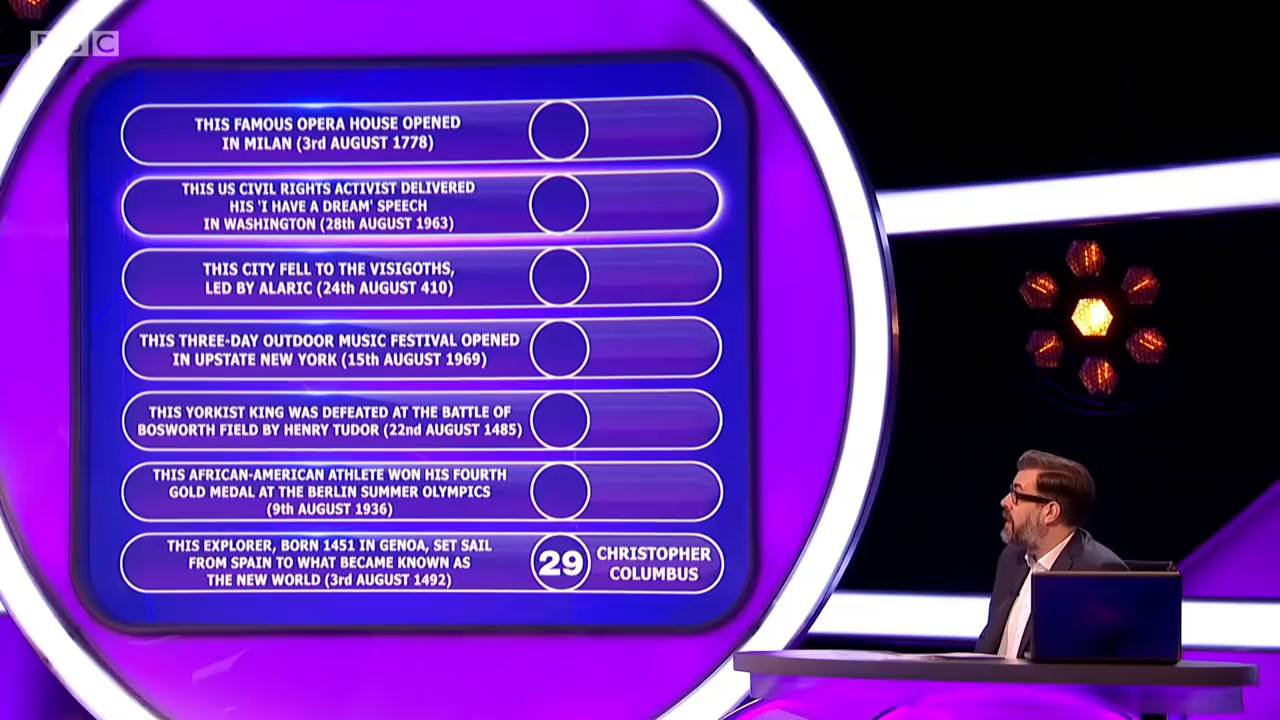 BBC
THIS FAMOUS OPERA HOUSE OPENED
IN MILAN (3rd AUGUST 1778)
THIS US CIVIL RIGHTS ACTIVIST DELIVERED
HIS 'I HAVE A DREAM' SPEECH
IN WASHINGTON (28th AUGUST 1963)
THIS CITY FELL TO THE VISIGOTHS,
LED BY ALARIC (24th AUGUST 410)
THIS THREE-DAY OUTDOOR MUSIC FESTIVAL OPENED
IN UPSTATE NEW YORK (15th AUGUST 1969)
THIS YORKIST KING WAS DEFEATED AT THE BATTLE OF
BOSWORTH FIELD BY HENRY TUDOR (22nd AUGUST 1485)
THIS AFRICAN-AMERICAN ATHLETE WON HIS FOURTH
GOLD MEDAL AT THE BERLIN SUMMER OLYMPICS
(9th AUGUST 1936)
THIS EXPLORER, BORN 1451 IN GENOA, SET SAIL
FROM SPAIN TO WHAT BECAME KNOWN AS
THE NEW WORLD (3rd AUGUST 1492)
29
CHRISTOPHER
COLUMBUS